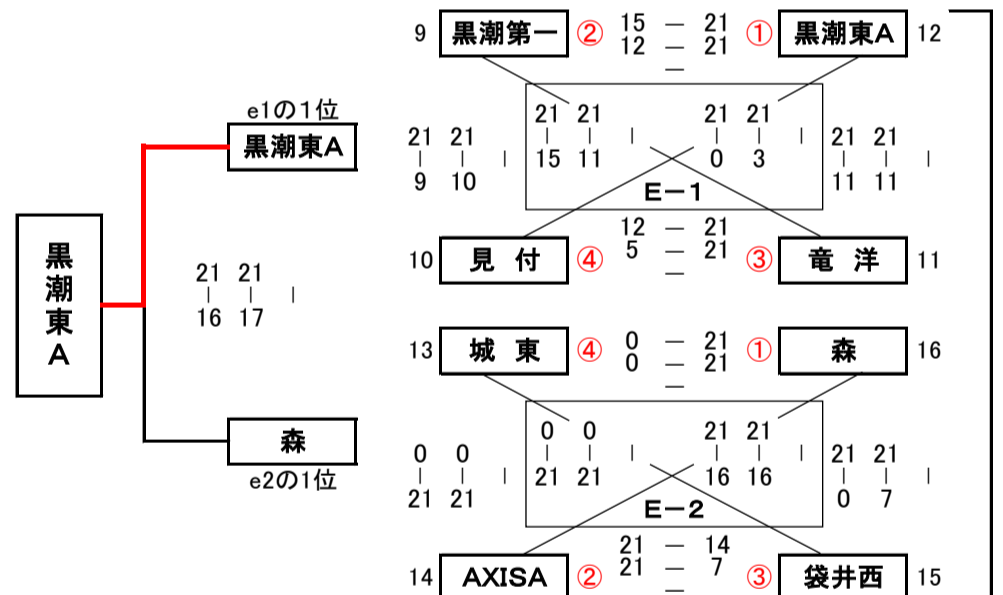 9 黒潮第一 ② 15 — 21 ① 黒潮東A 12
12 — 21
—
e1の1位
黒潮東A
21 21 21 21
21 21 | | | | | | 21 21
| | | 15 11 0 3 | | |
9 10 11 11
E－1
12 — 21
10 見 付 ④ 5 — 21 ③ 竜 洋 11
—
黒潮東A
21 21
| | |
16 17
13 城 東 ④ 0 — 21 ① 森 16
0 — 21
—
森
e2の1位
0 0 21 21
0 0 | | | | | | 21 21
| | | 21 21 16 16 | | |
21 21 0 7
E－2
21 — 14
14 AXISA ② 21 — 7 ③ 袋井西 15
—